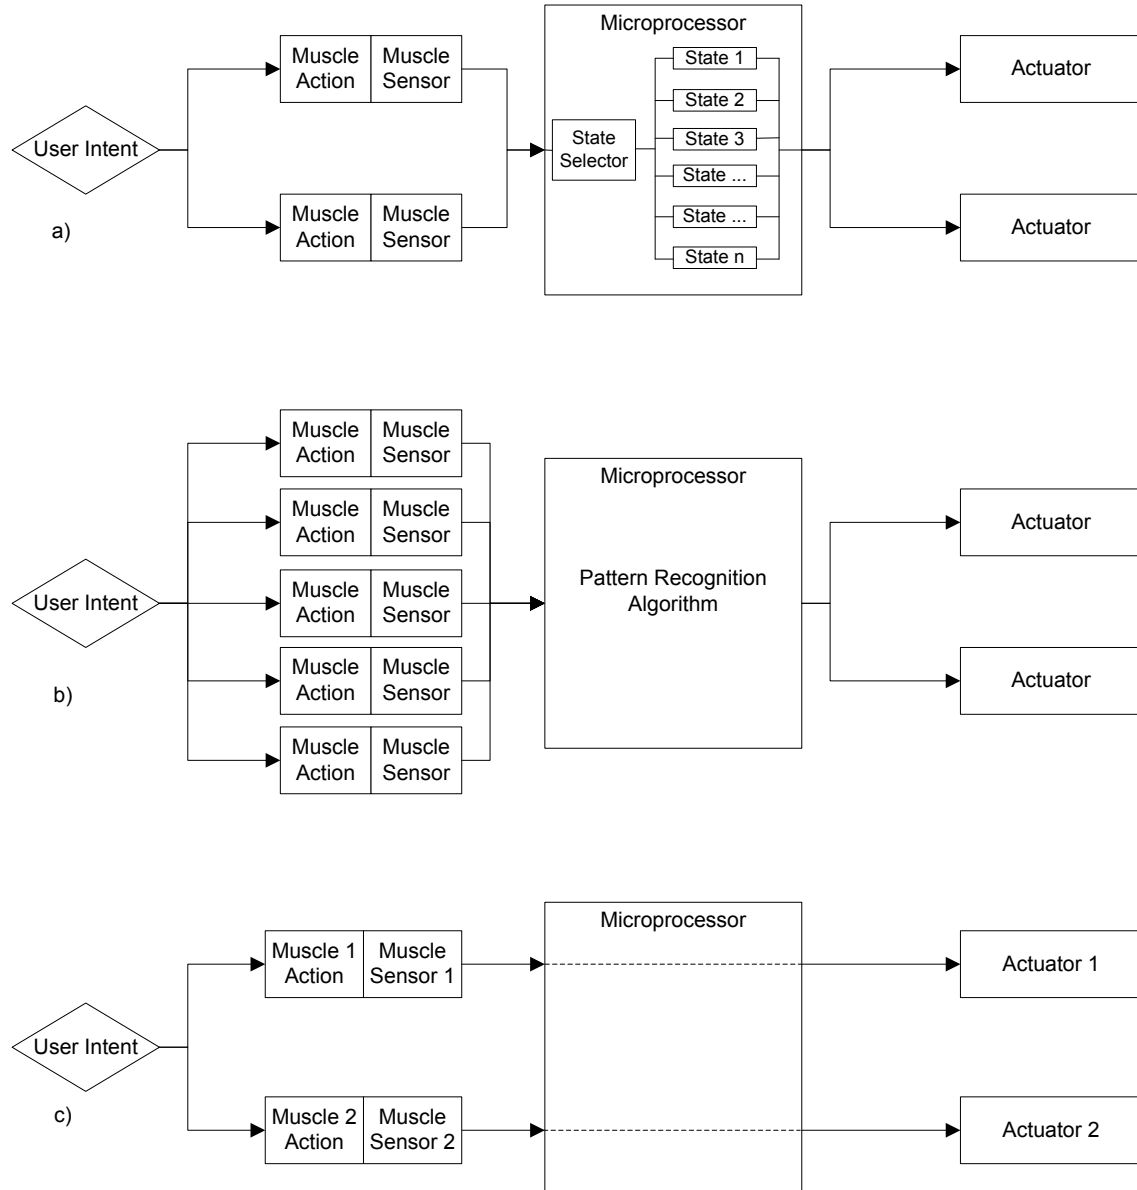 Microprocessor
Muscle
Action
Muscle
Sensor
State 1
Actuator
State 2
User Intent
State
Selector
State 3
State ...
Muscle
Action
Muscle
Sensor
State ...
Actuator
State n
a)
Muscle
Action
Muscle
Sensor
Microprocessor
Muscle
Action
Muscle
Sensor
Actuator
User Intent
Muscle
Action
Muscle
Sensor
Pattern Recognition
Algorithm
Muscle
Action
Muscle
Sensor
Actuator
b)
Muscle
Action
Muscle
Sensor
Microprocessor
Muscle 1
Action
Muscle
Sensor 1
Actuator 1
User Intent
c)
Muscle 2
Action
Muscle
Sensor 2
Actuator 2